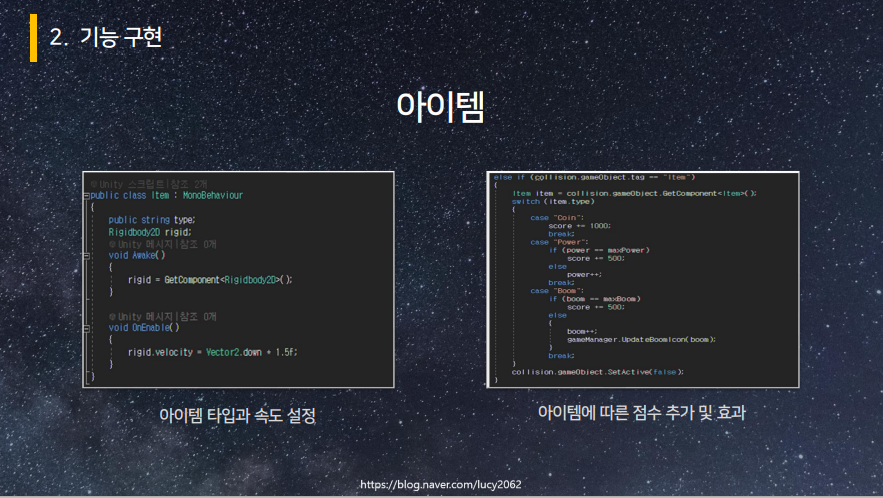 2. 기능 구현
아이템
Unity 스크립트|참조 2개
public class Item : MonoBehaviour
{
public string type;
Rigidbody2D rigid;
Unity 메시지|참조 0개
void Awake()
{
rigid = GetComponent<Rigidbody2D>();
}
Unity 메시지|참조 0개
void OnEnable()
{
rigid.velocity = Vector2.down * 1.5f;
}
}
아이템 타입과 속도 설정
else if (collision.gameObject.tag == "Item")
{
Item item = collision.gameObject.GetComponent<Item>();
switch (item.type)
{
case "Coin":
score += 1000;
break;
case "Power":
if (power == maxPower)
score += 500;
else
power++;
break;
case "Boom":
if (boom == maxBoom)
score += 500;
else
{
boom++;
gameManager.UpdateBoomIcon(boom);
}
break;
}
collision.gameObject.SetActive(false);
}
아이템에 따른 점수 추가 및 효과
https://blog.naver.com/lucy2062